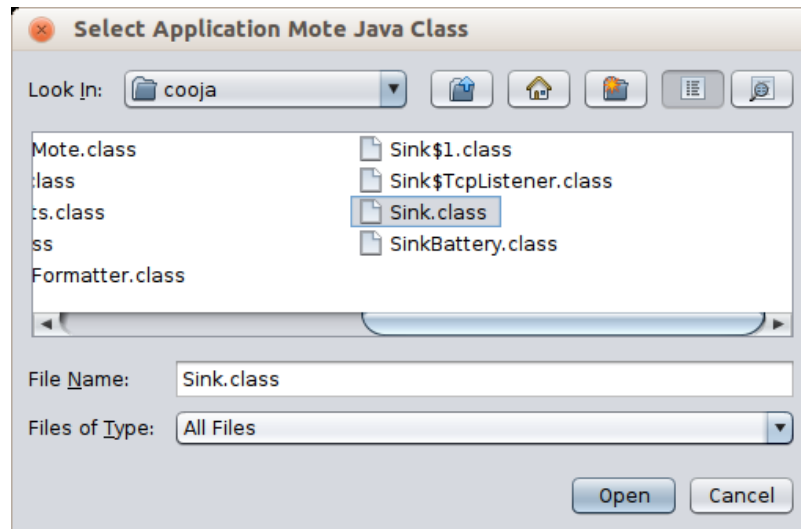 Select Application Mote Java Class
Look In: cooja
Mote.class
class
ts.class
ss
Formatter.class
Sink$1.class
Sink$TcpListener.class
Sink.class
SinkBattery.class
File Name: Sink.class
Files of Type: All Files
Open Cancel